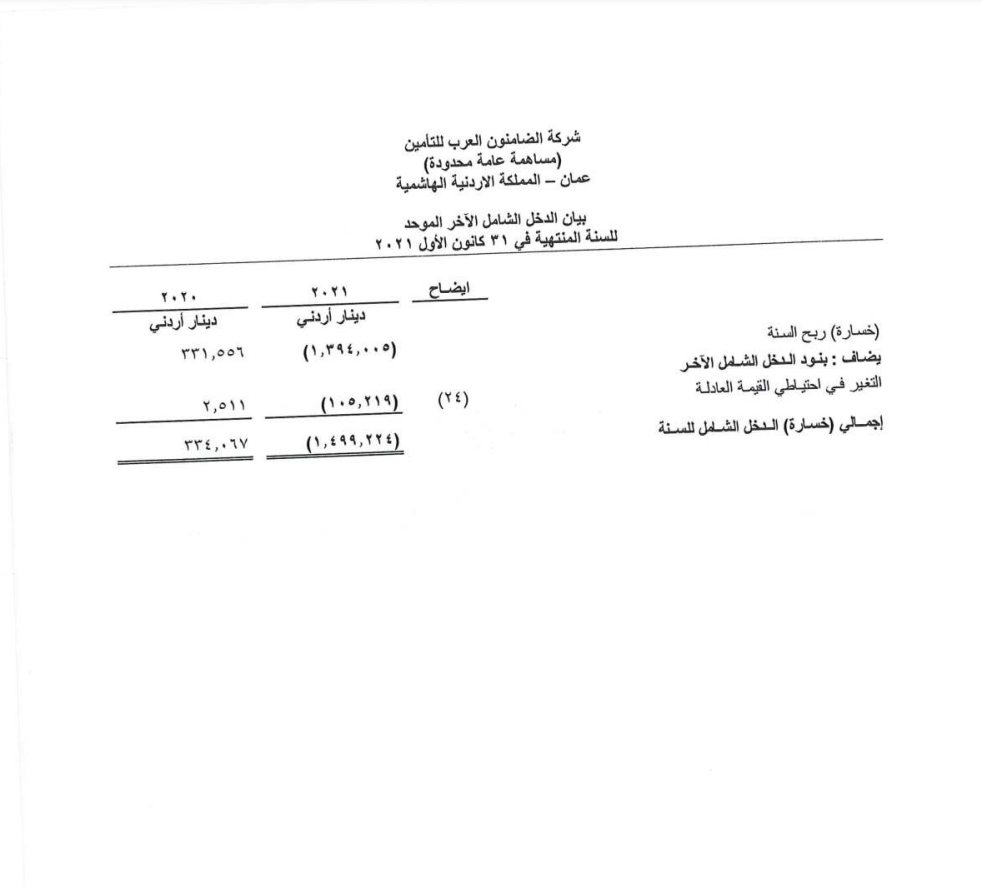 شركة الضامنون العرب للتأمين
(مساهمة عامة محدودة)
عمان – المملكة الاردنية الهاشمية
بيان الدخل الشامل الآخر الموحد
للسنة المنتهية في ٣١ كانون الأول ٢٠٢١
ايضاح ٢٠٢١ ٢٠٢٠
دينار أردني دينار أردني
(خسارة) ربح السنة (١,٣٩٤,٠٠٥) ٣٣١,٥٥٦
يضاف : بنود الدخل الشامل الآخر
التغير في احتياطي القيمة العادلة (٢٤) (١٠٥,٢١٩) ٢,٥١١
إجمالي (خسارة) الدخل الشامل للسنة (١,٤٩٩,٢٢٤) ٣٣٤,٠٦٧